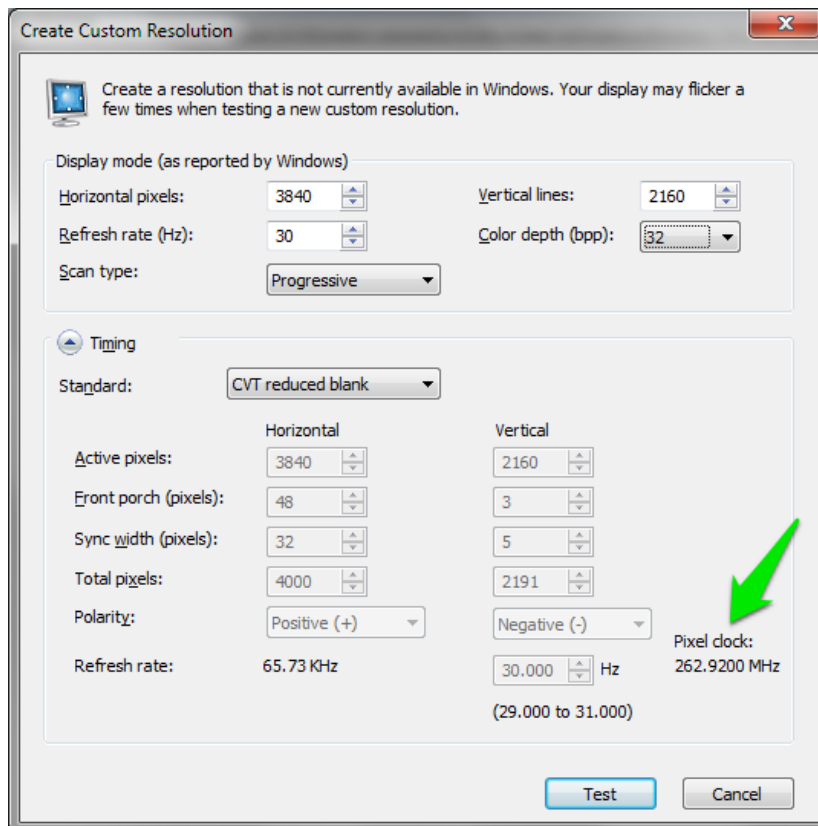 Create Custom Resolution
Create a resolution that is not currently available in Windows. Your display may flicker a
few times when testing a new custom resolution.
Display mode (as reported by Windows)
Horizontal pixels: 3840 Vertical lines: 2160
Refresh rate (Hz): 30 Color depth (bpp): 32
Scan type: Progressive
Timing
Standard: CVT reduced blank
Horizontal Vertical
Active pixels: 3840 2160
Front porch (pixels): 48 3
Sync width (pixels): 32 5
Total pixels: 4000 2191
Polarity: Positive (+) Negative (-)
Pixel clock:
Refresh rate: 65.73 KHz 30.000 Hz 262.9200 MHz
(29.000 to 31.000)
Test Cancel